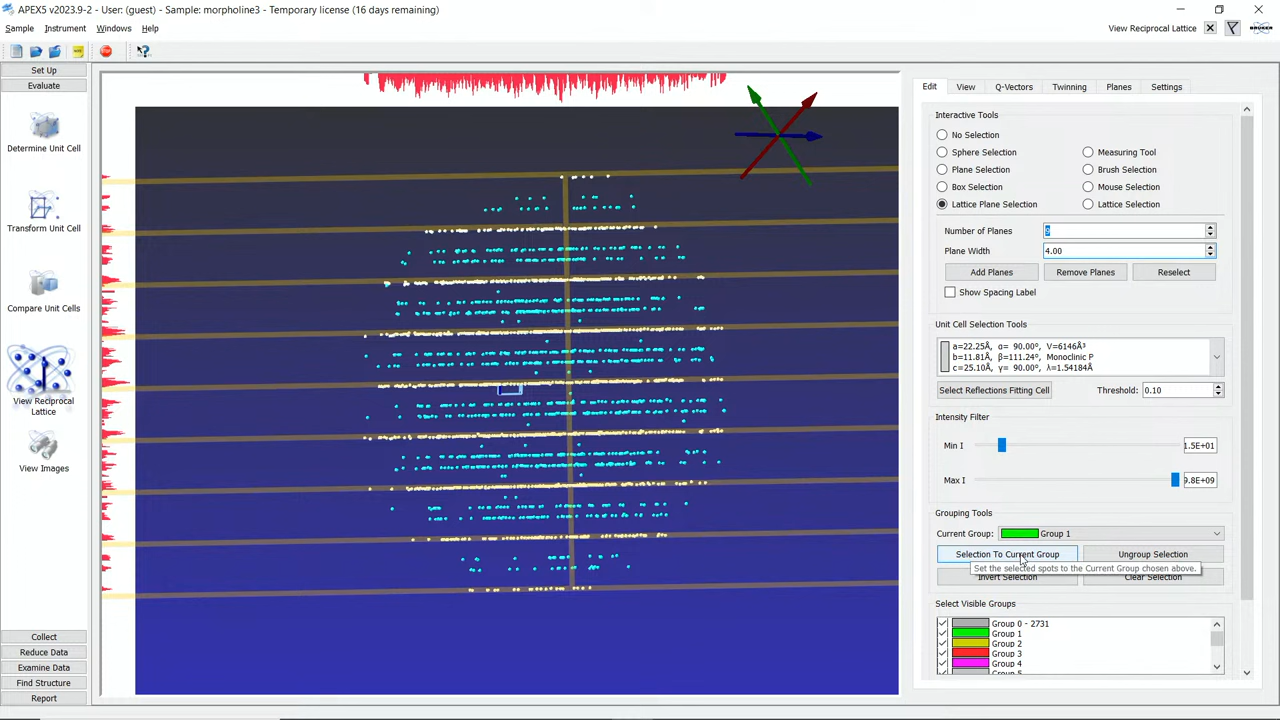 APEX5 v2023.9-2 - User: (guest) - Sample: morpholine3 - Temporary license (16 days remaining)
Sample Instrument Windows Help
View Reciprocal Lattice
BRUKER
Set Up
Evaluate
Determine Unit Cell
Transform Unit Cell
Compare Unit Cells
View Reciprocal
Lattice
View Images
Collect
Reduce Data
Examine Data
Find Structure
Report
Edit View Q-Vectors Twinning Planes Settings
Interactive Tools
No Selection
Sphere Selection Measuring Tool
Plane Selection Brush Selection
Box Selection Mouse Selection
Lattice Plane Selection Lattice Selection
Number of Planes 9
Plane Width 4.00
Add Planes Remove Planes Reselect
Show Spacing Label
Unit Cell Selection Tools
a=22.25Å, α= 90.00°, V=6146Å³
b=11.81Å, β=111.24°, Monoclinic P
c=25.10Å, γ= 90.00°, λ=1.54184Å
Select Reflections Fitting Cell Threshold: 0.10
Intensity Filter
Min I 1.5E+01
Max I 9.8E+09
Grouping Tools
Current Group: Group 1
Selection To Current Group Ungroup Selection
Set the selected spots to the Current Group chosen above.
Invert Selection Clear Selection
Select Visible Groups
Group 0 - 2731
Group 1
Group 2
Group 3
Group 4